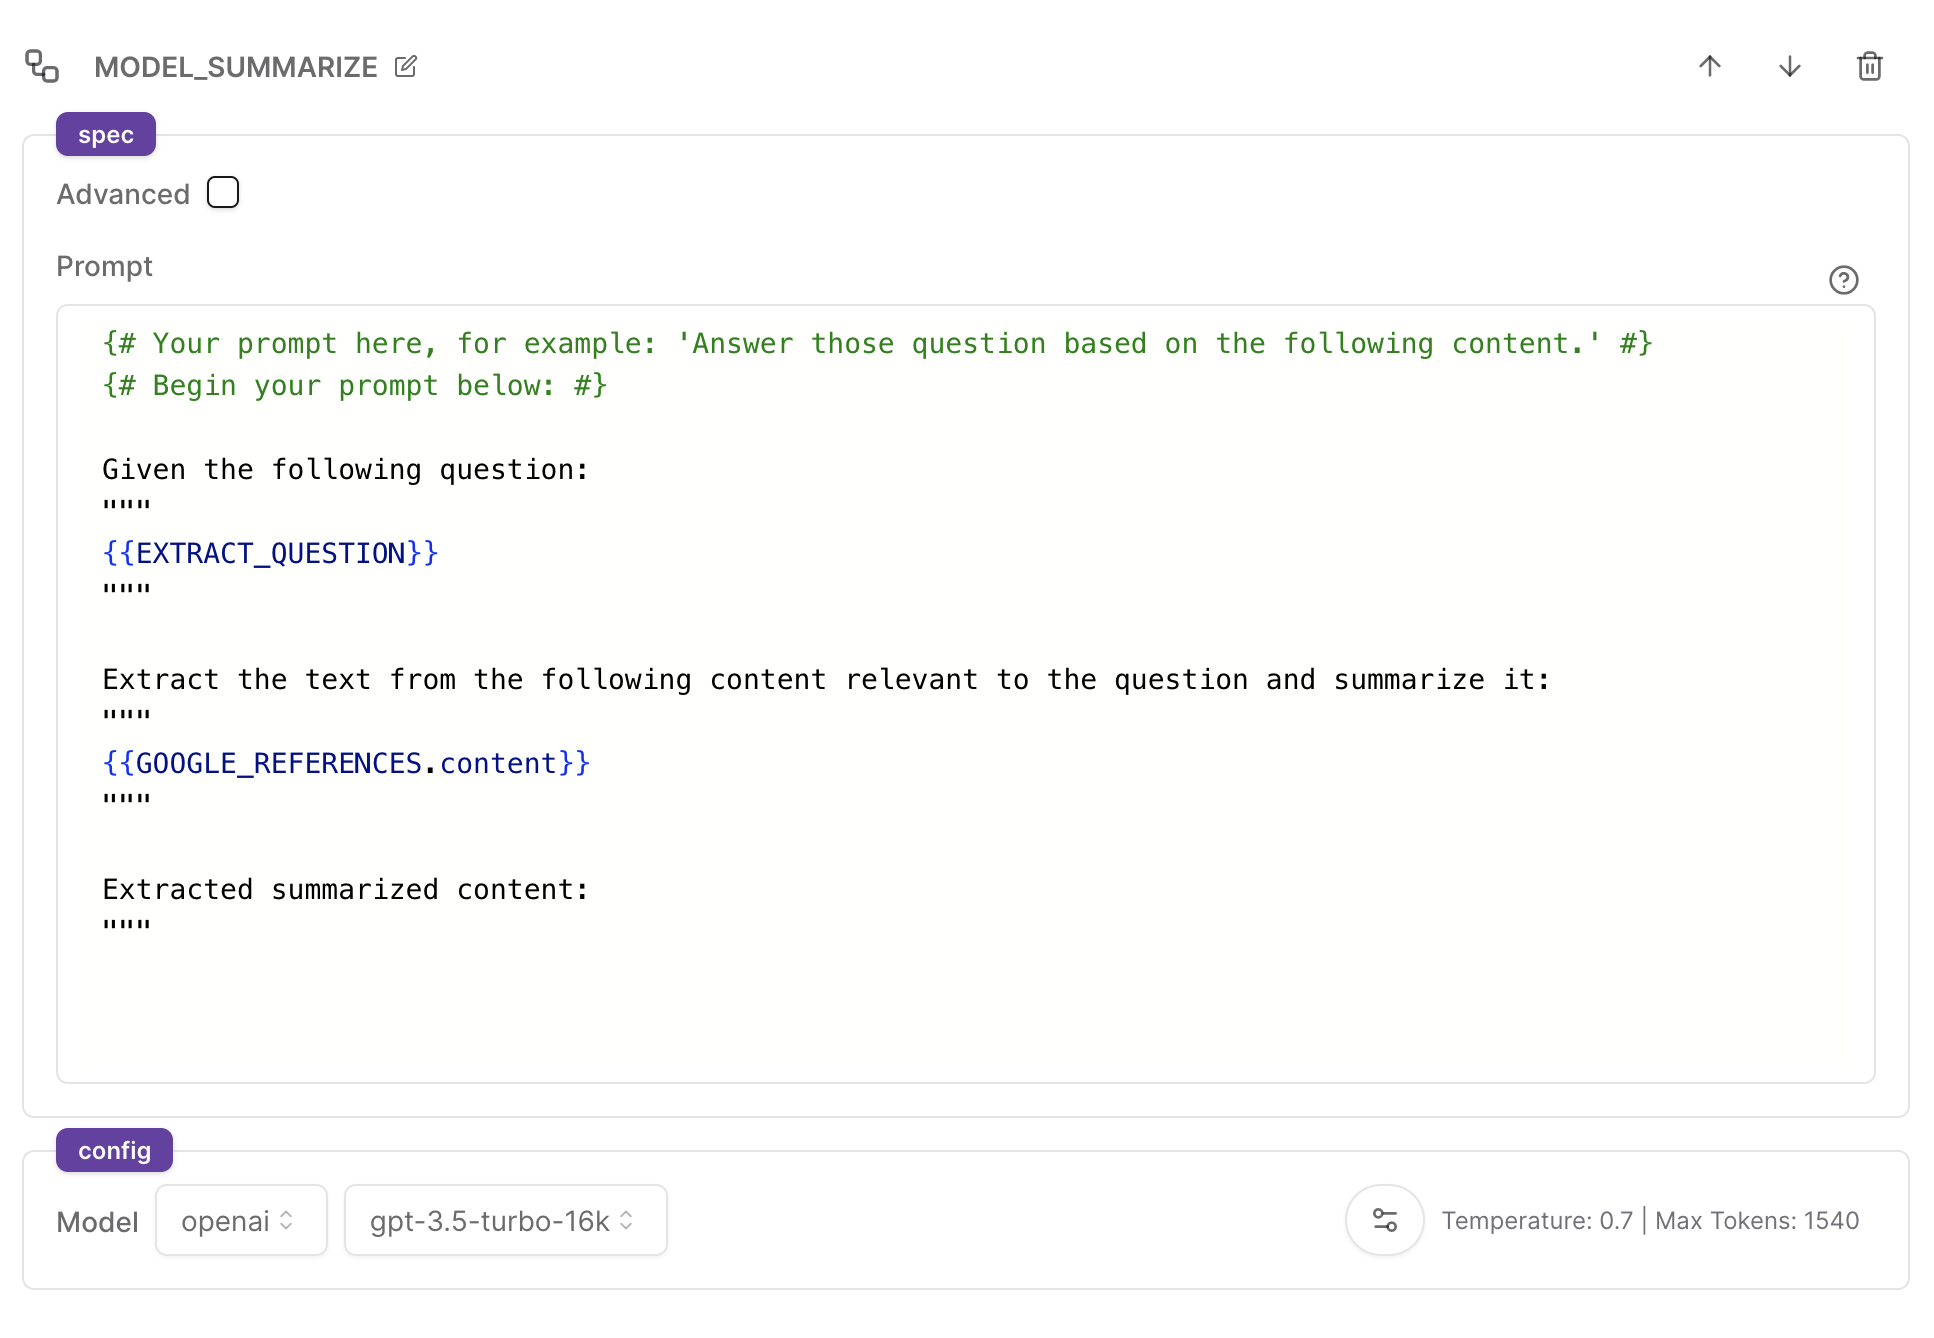 MODEL_SUMMARIZE
spec
Advanced
Prompt
{# Your prompt here, for example: 'Answer those question based on the following content.' #}
{# Begin your prompt below: #}
Given the following question:
"""
{{EXTRACT_QUESTION}}
"""
Extract the text from the following content relevant to the question and summarize it:
"""
{{GOOGLE_REFERENCES.content}}
"""
Extracted summarized content:
"""
config
Model openai gpt-3.5-turbo-16k Temperature: 0.7 | Max Tokens: 1540